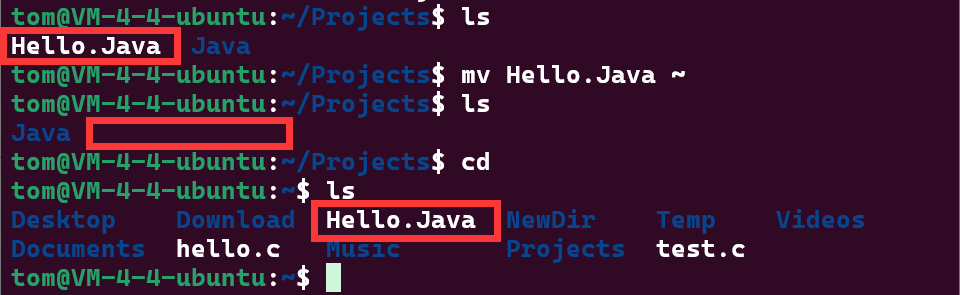 tom@VM-4-4-ubuntu:~/Projects$ ls
Hello.Java  Java
tom@VM-4-4-ubuntu:~/Projects$ mv Hello.Java ~
tom@VM-4-4-ubuntu:~/Projects$ ls
Java
tom@VM-4-4-ubuntu:~/Projects$ cd
tom@VM-4-4-ubuntu:~$ ls
Desktop    Download  Hello.Java  NewDir    Temp    Videos
Documents  hello.c   Music       Projects  test.c
tom@VM-4-4-ubuntu:~$